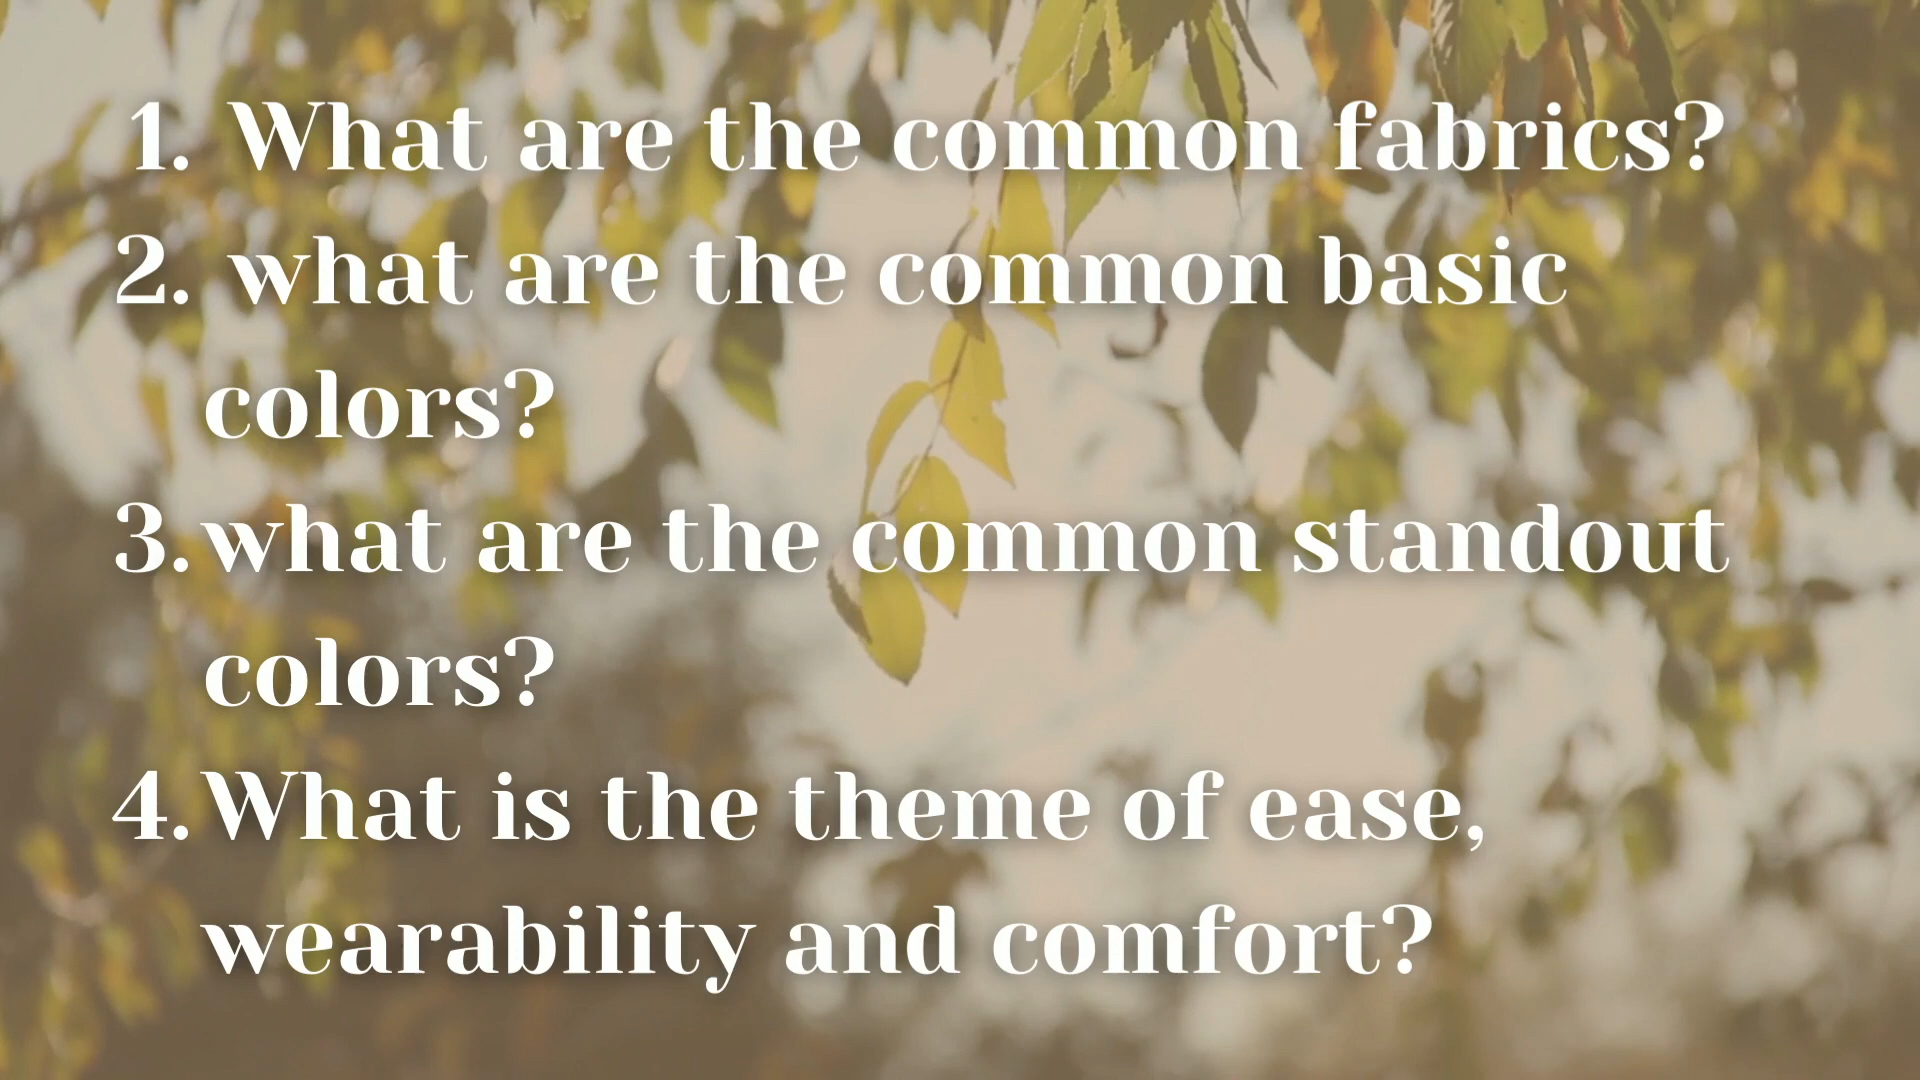 1. What are the common fabrics?
2. what are the common basic
colors?
3. what are the common standout
colors?
4. What is the theme of ease,
wearability and comfort?